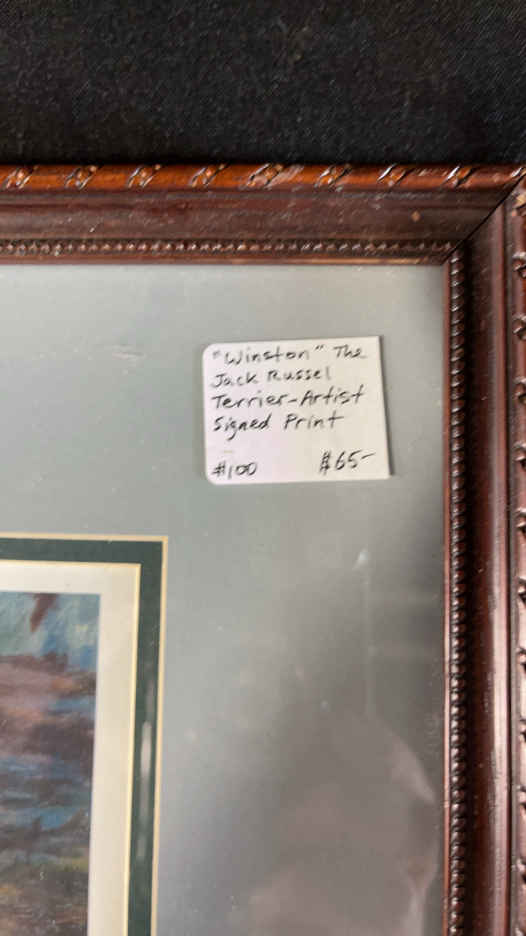 "Winston" The
Jack Russel
Terrier-Artist
Signed Print
#100 $65-